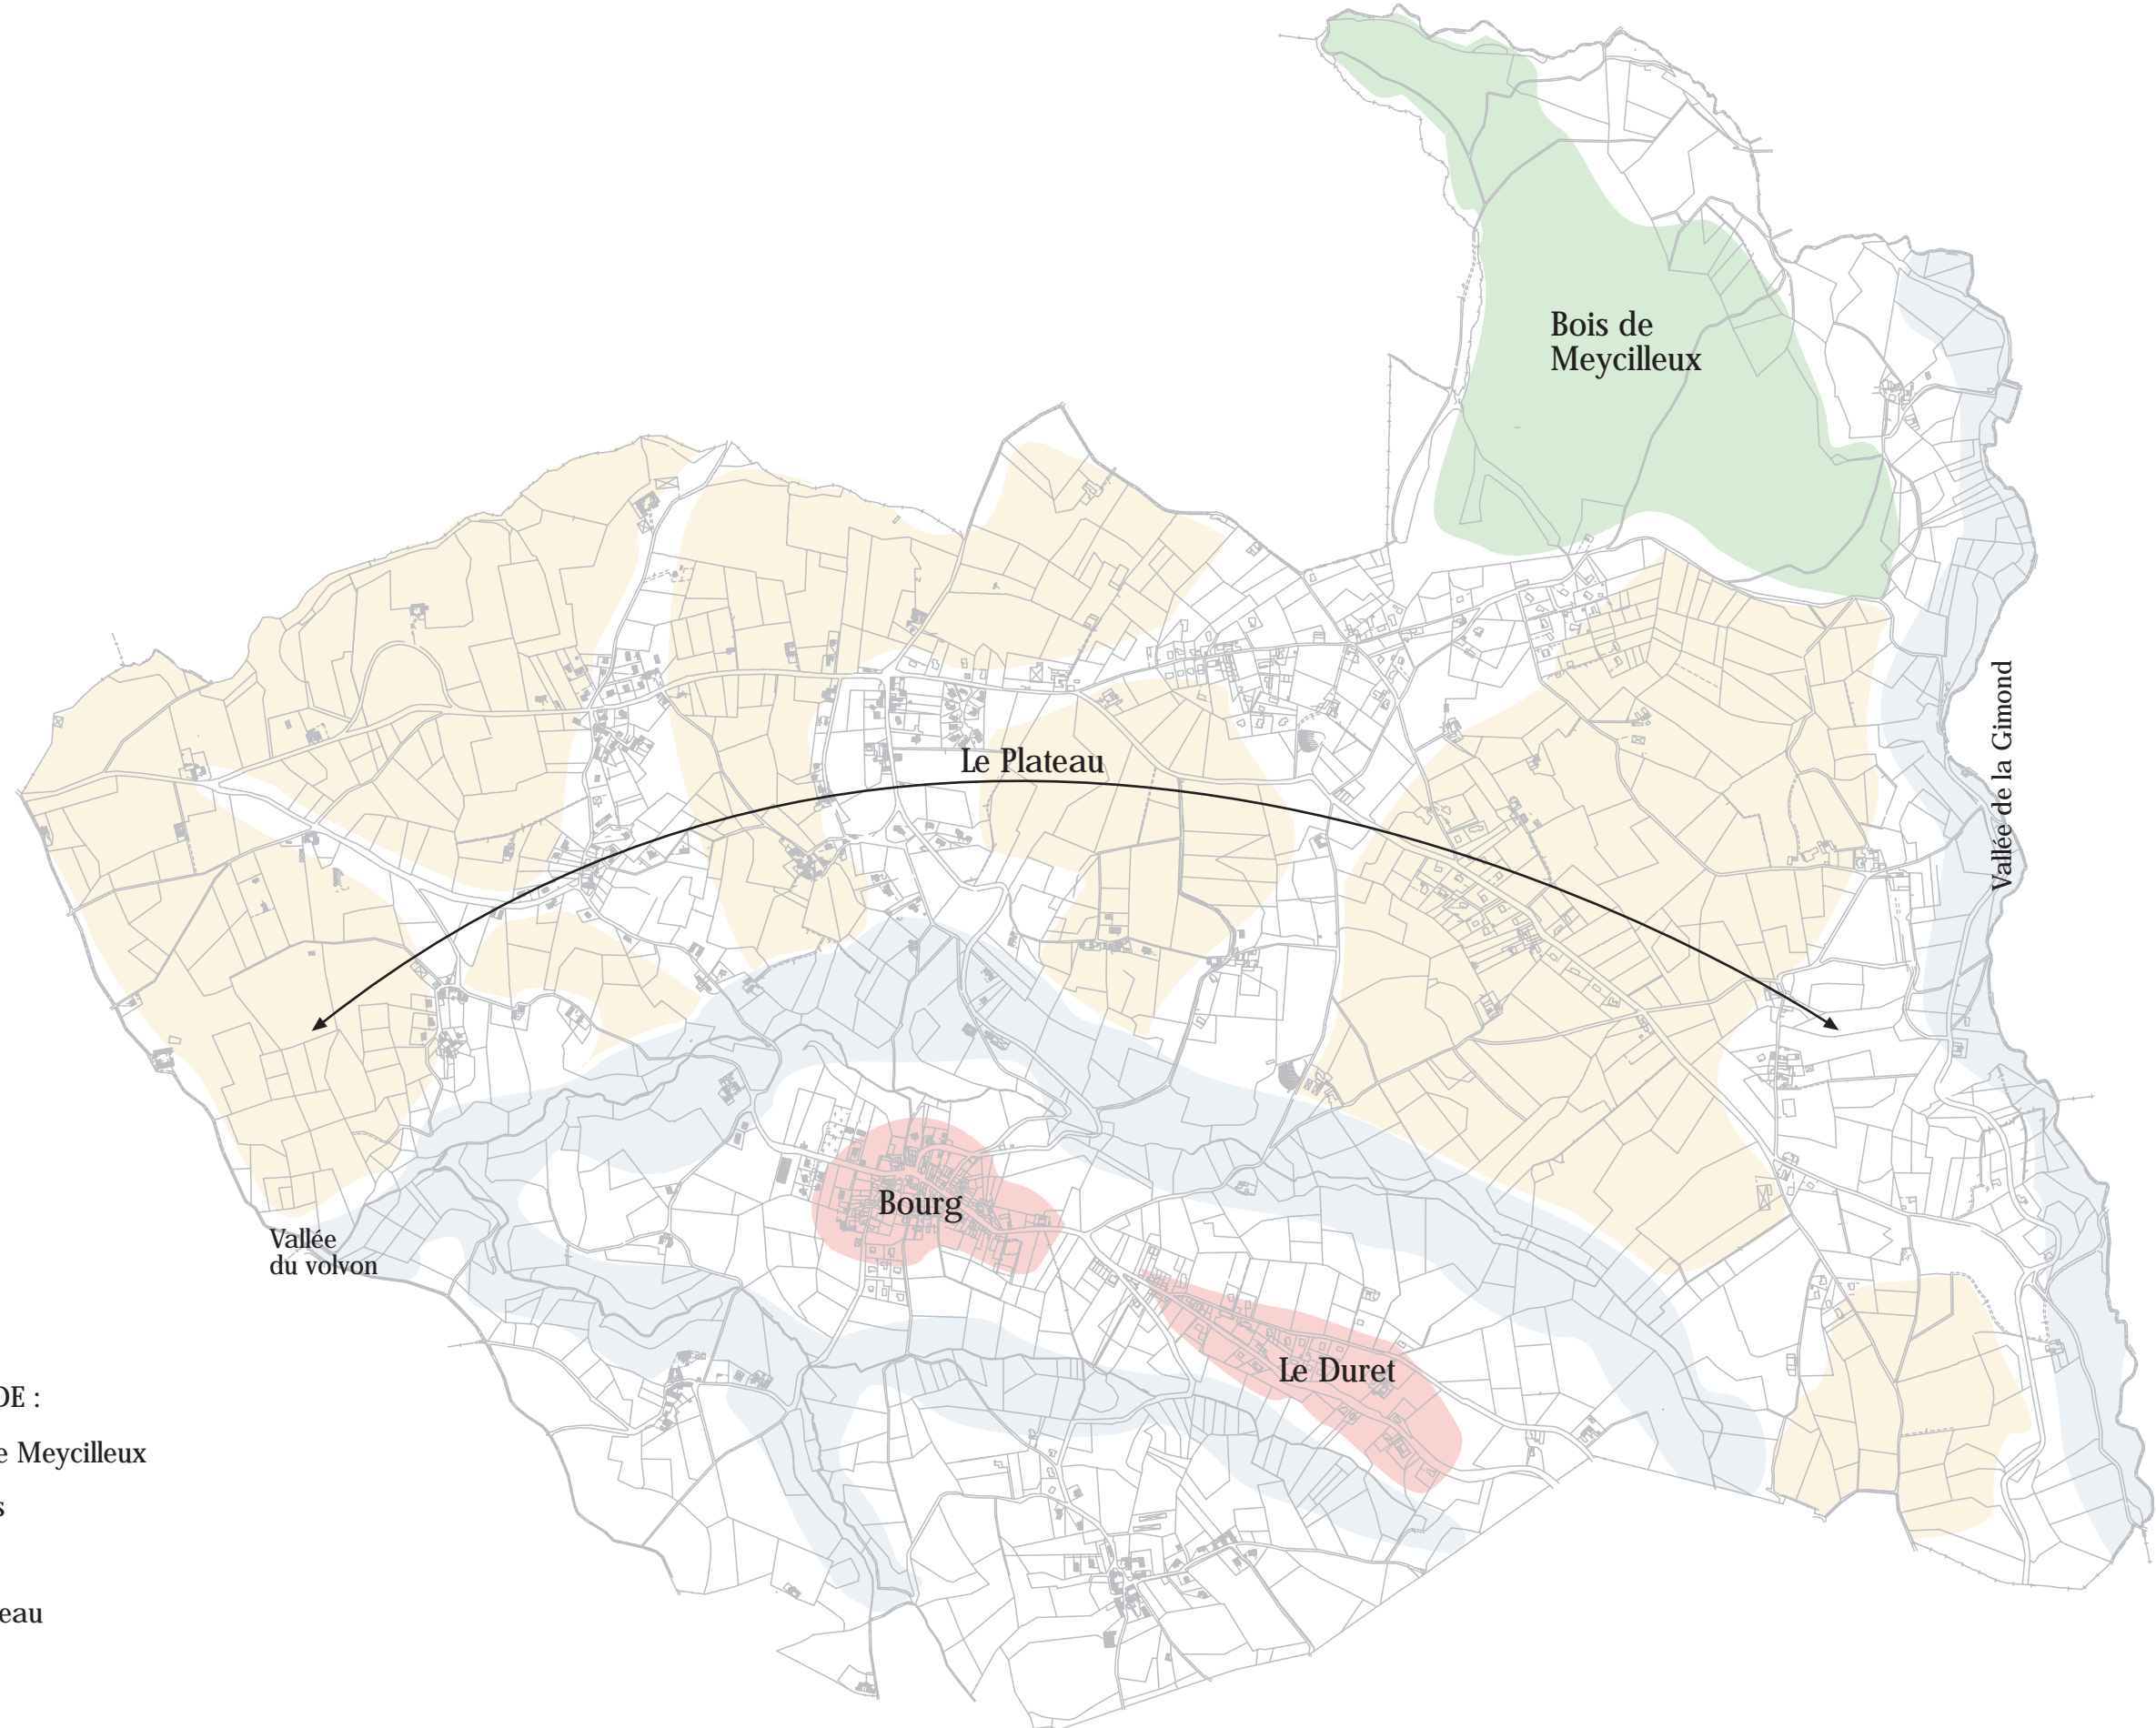 Bois de
Meycilleux
Le Plateau
Vallée de la Gimond
Bourg
Vallée
du volvon
Le Duret
DE :
e Meycilleux
s
eau